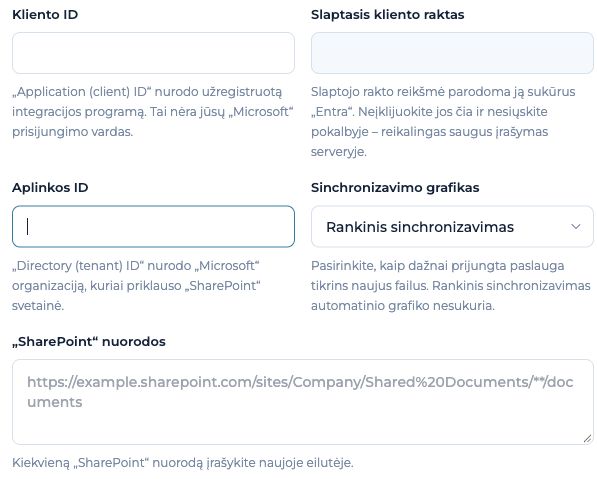 Kliento ID
Slaptasis kliento raktas
„Application (client) ID“ nurodo užregistruotą
integracijos programą. Tai nėra jūsų „Microsoft“
prisijungimo vardas.
Slaptojo rakto reikšmė parodoma ją sukūrus
„Entra“. Neįklijuokite jos čia ir nesiųskite
pokalbyje – reikalingas saugus įrašymas
serveryje.
Aplinkos ID
Sinchronizavimo grafikas
Rankinis sinchronizavimas
„Directory (tenant) ID“ nurodo „Microsoft“
organizaciją, kuriai priklauso „SharePoint“
svetainė.
Pasirinkite, kaip dažnai prijungta paslauga
tikrins naujus failus. Rankinis sinchronizavimas
automatinio grafiko nesukuria.
„SharePoint“ nuorodos
https://example.sharepoint.com/sites/Company/Shared%20Documents/**/doc
uments
Kiekvieną „SharePoint“ nuorodą įrašykite naujoje eilutėje.